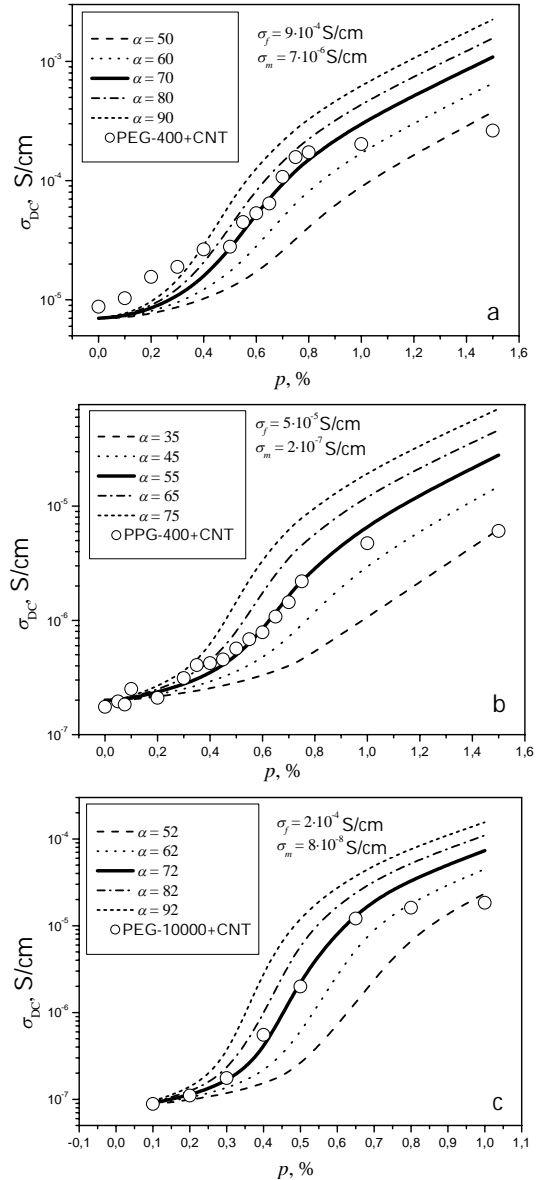 α = 50
α = 60
α = 70
α = 80
α = 90
PEG-400+CNT
σf = 9·10⁻⁴ S/cm
σm = 7·10⁻⁶ S/cm
10⁻³
10⁻⁴
10⁻⁵
σDC, S/cm
a
0,0 0,2 0,4 0,6 0,8 1,0 1,2 1,4 1,6
p, %
α = 35
α = 45
α = 55
α = 65
α = 75
PPG-400+CNT
σf = 5·10⁻⁵ S/cm
σm = 2·10⁻⁷ S/cm
10⁻⁵
10⁻⁶
10⁻⁷
σDC, S/cm
b
0,0 0,2 0,4 0,6 0,8 1,0 1,2 1,4 1,6
p, %
α = 52
α = 62
α = 72
α = 82
α = 92
PEG-10000+CNT
σf = 2·10⁻⁴ S/cm
σm = 8·10⁻⁸ S/cm
10⁻⁴
10⁻⁵
10⁻⁶
10⁻⁷
σDC, S/cm
c
-0,1 0,0 0,1 0,2 0,3 0,4 0,5 0,6 0,7 0,8 0,9 1,0 1,1
p, %